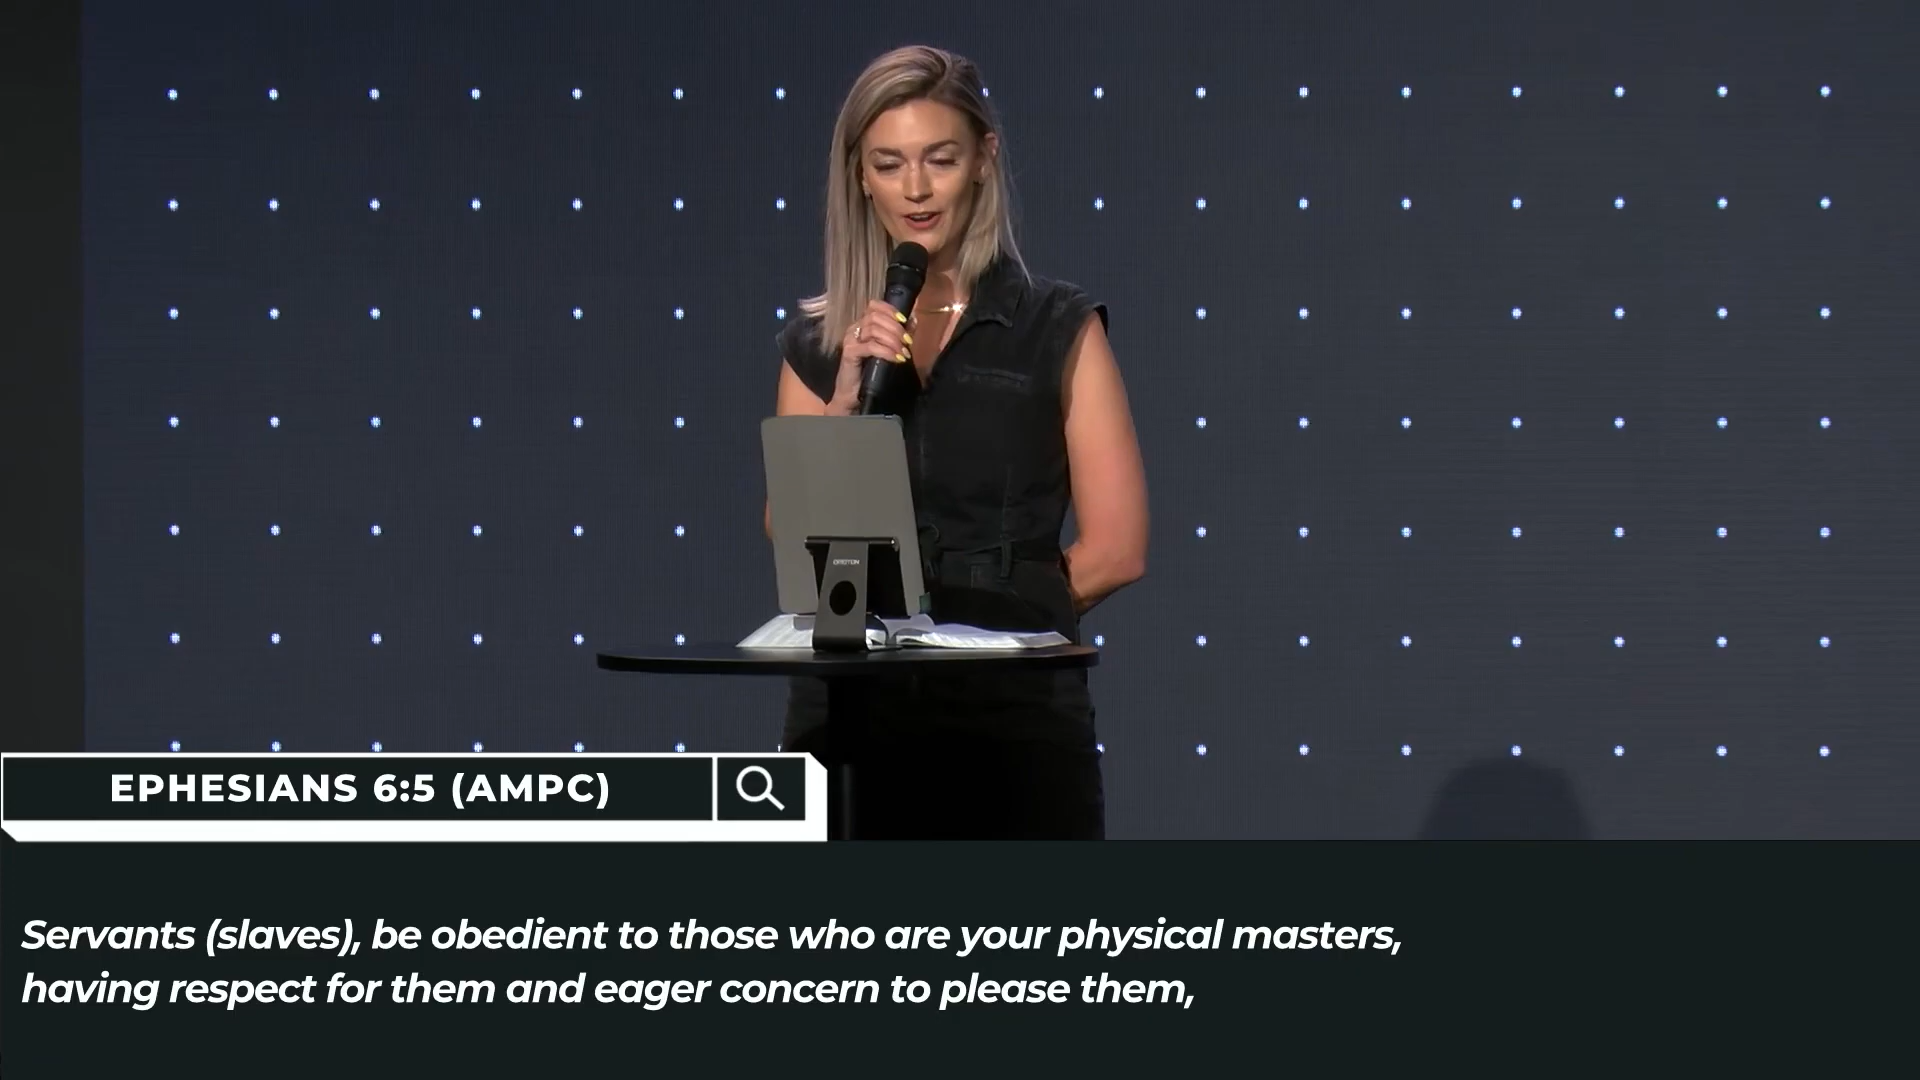 OMOTON
EPHESIANS 6:5 (AMPC)
Servants (slaves), be obedient to those who are your physical masters,
having respect for them and eager concern to please them,